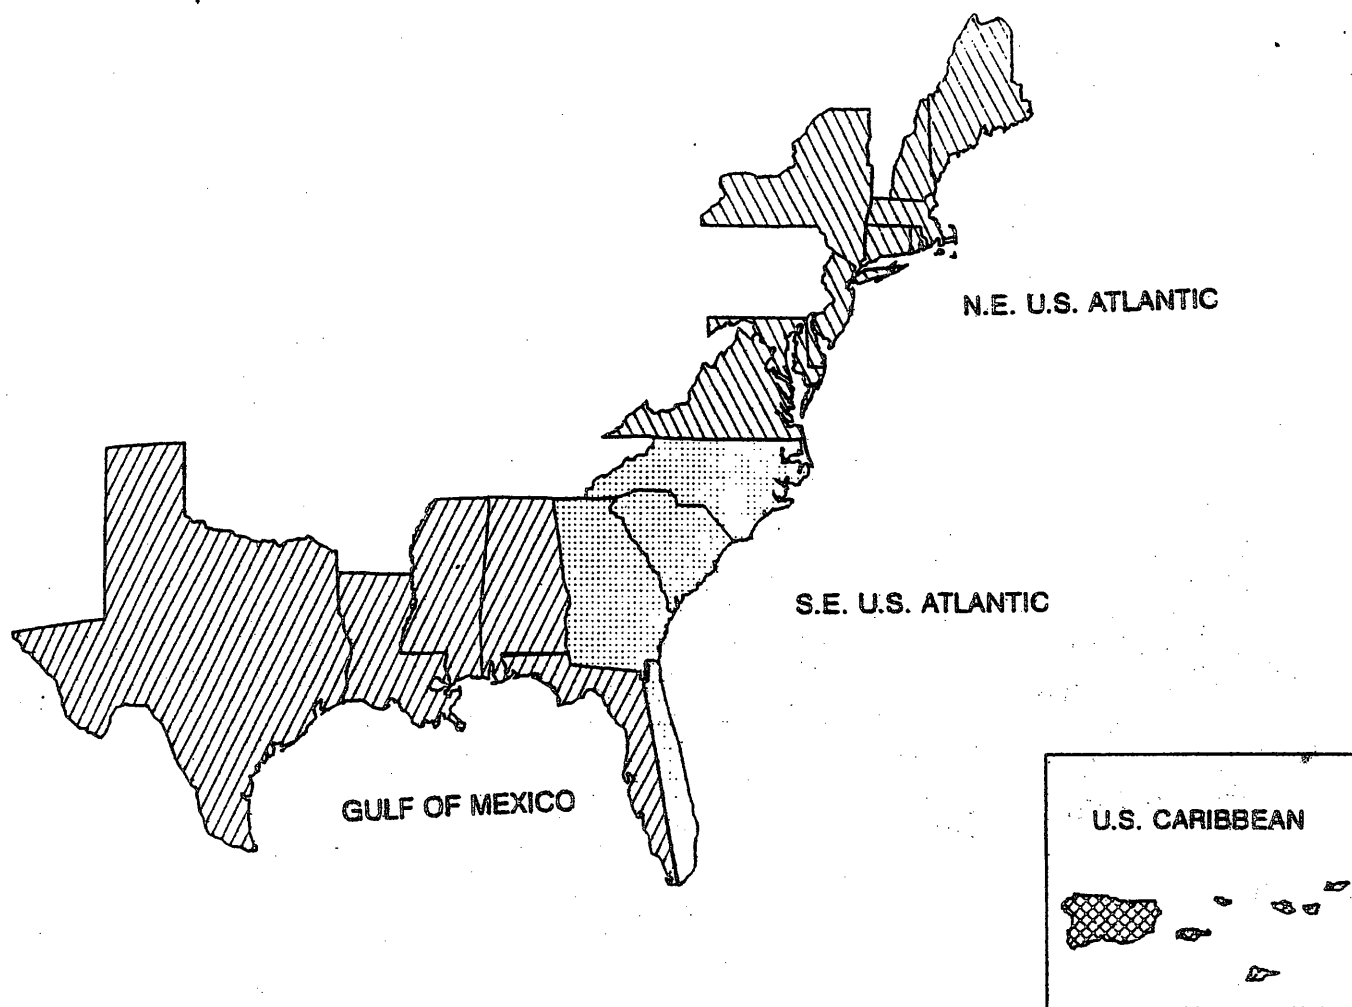 N.E. U.S. ATLANTIC
S.E. U.S. ATLANTIC
GULF OF MEXICO
U.S. CARIBBEAN